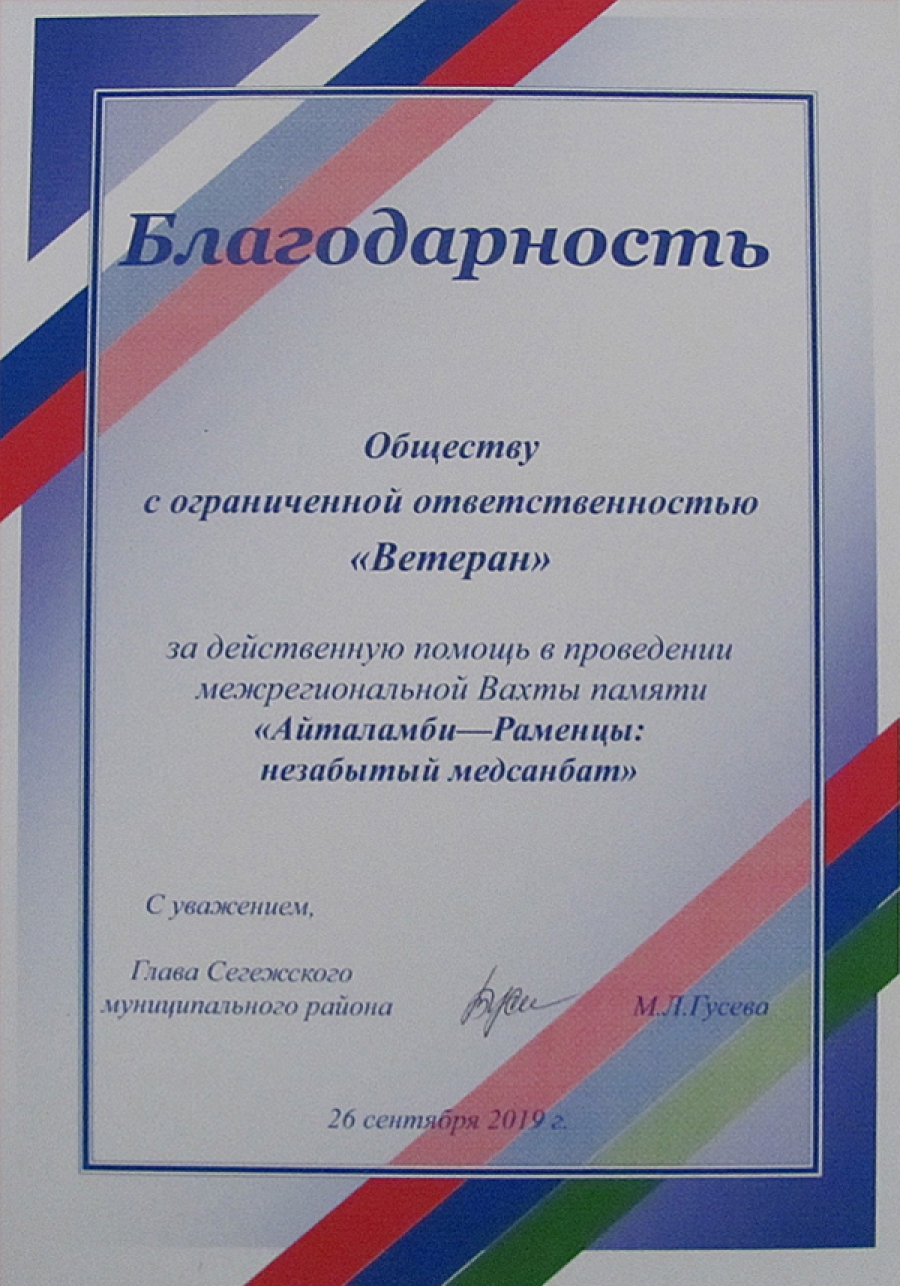 Благодарность
Обществу
с ограниченной ответственностью
«Ветеран»
за действенную помощь в проведении
межрегиональной Вахты памяти
«Айталамби—Раменцы:
незабытый медсанбат»
С уважением,
Глава Сегежского
муниципального района
М.Л.Гусева
26 сентября 2019 г.